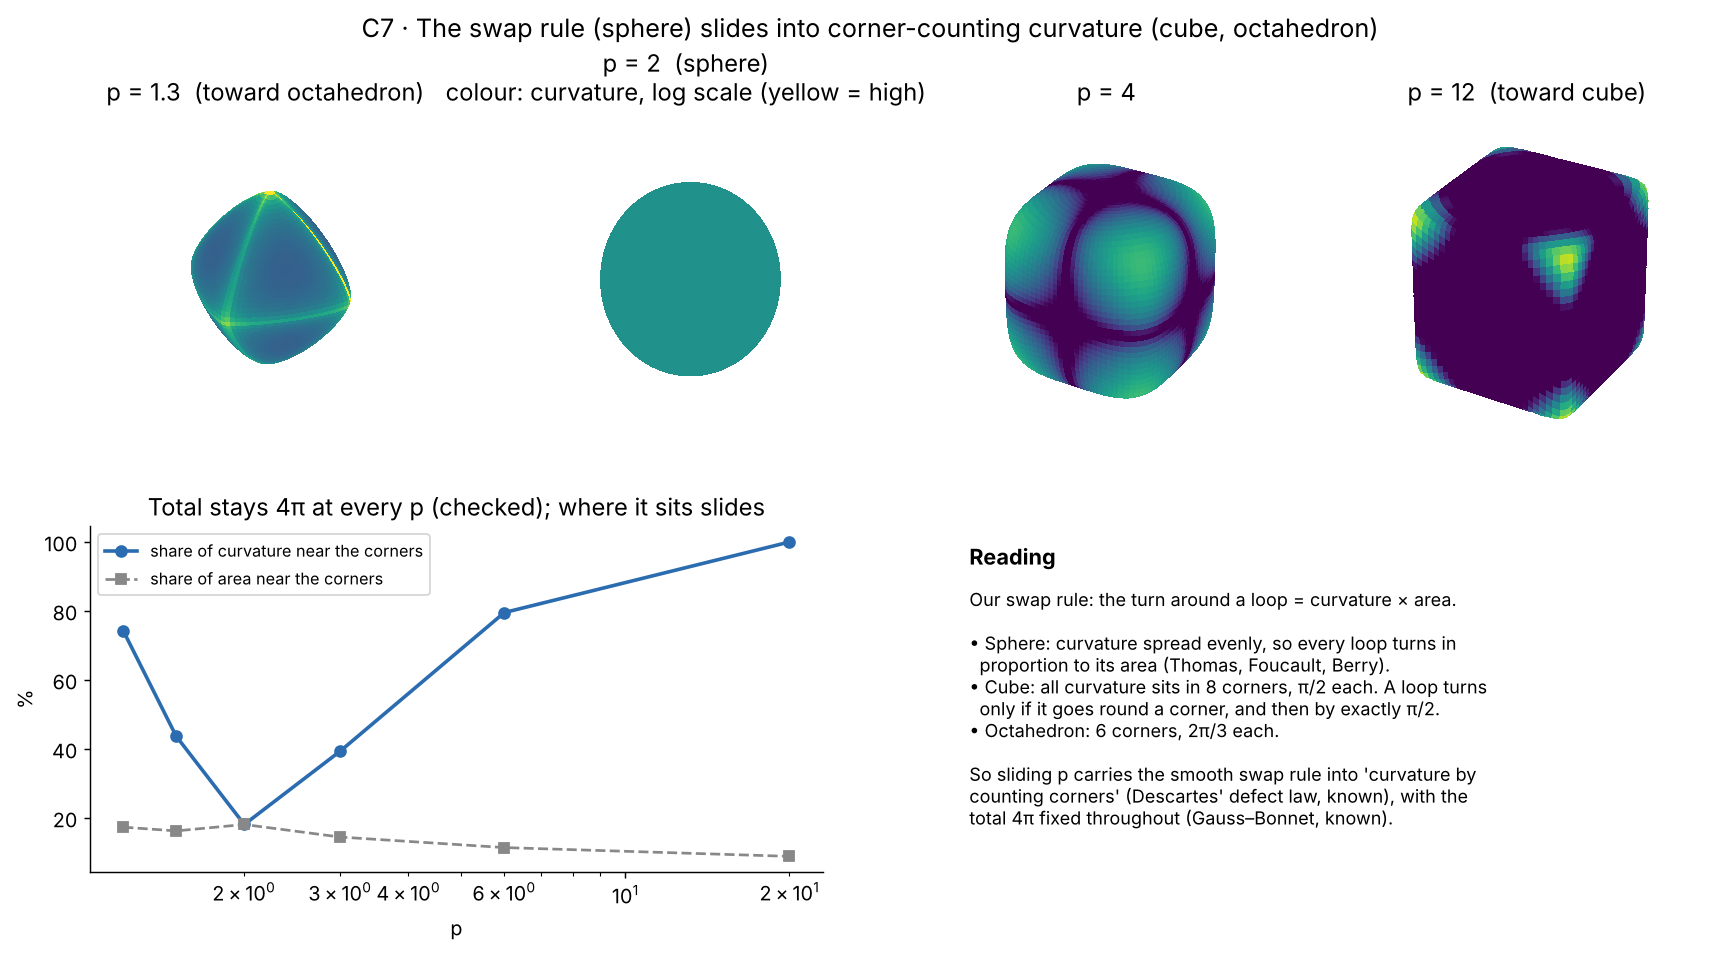 C7 · The swap rule (sphere) slides into corner-counting curvature (cube, octahedron)
p = 1.3  (toward octahedron)
p = 2  (sphere)
colour: curvature, log scale (yellow = high)
p = 4
p = 12  (toward cube)
Total stays 4π at every p (checked); where it sits slides
share of curvature near the corners
share of area near the corners
100
80
60
40
20
%
2 × 10⁰
3 × 10⁰
4 × 10⁰
6 × 10⁰
10¹
2 × 10¹
p
Reading
Our swap rule: the turn around a loop = curvature × area.
• Sphere: curvature spread evenly, so every loop turns in
proportion to its area (Thomas, Foucault, Berry).
• Cube: all curvature sits in 8 corners, π/2 each. A loop turns
only if it goes round a corner, and then by exactly π/2.
• Octahedron: 6 corners, 2π/3 each.
So sliding p carries the smooth swap rule into 'curvature by
counting corners' (Descartes' defect law, known), with the
total 4π fixed throughout (Gauss–Bonnet, known).